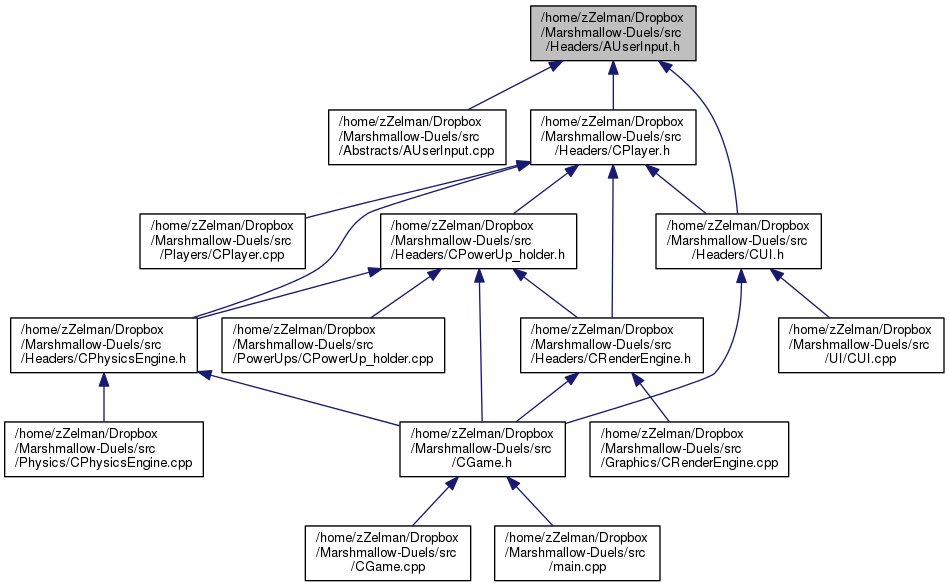 /home/zZelman/Dropbox
/Marshmallow-Duels/src
/Headers/AUserInput.h
/home/zZelman/Dropbox
/Marshmallow-Duels/src
/Abstracts/AUserInput.cpp
/home/zZelman/Dropbox
/Marshmallow-Duels/src
/Headers/CPlayer.h
/home/zZelman/Dropbox
/Marshmallow-Duels/src
/Players/CPlayer.cpp
/home/zZelman/Dropbox
/Marshmallow-Duels/src
/Headers/CPowerUp_holder.h
/home/zZelman/Dropbox
/Marshmallow-Duels/src
/Headers/CUI.h
/home/zZelman/Dropbox
/Marshmallow-Duels/src
/Headers/CPhysicsEngine.h
/home/zZelman/Dropbox
/Marshmallow-Duels/src
/PowerUps/CPowerUp_holder.cpp
/home/zZelman/Dropbox
/Marshmallow-Duels/src
/Headers/CRenderEngine.h
/home/zZelman/Dropbox
/Marshmallow-Duels/src
/UI/CUI.cpp
/home/zZelman/Dropbox
/Marshmallow-Duels/src
/Physics/CPhysicsEngine.cpp
/home/zZelman/Dropbox
/Marshmallow-Duels/src
/CGame.h
/home/zZelman/Dropbox
/Marshmallow-Duels/src
/Graphics/CRenderEngine.cpp
/home/zZelman/Dropbox
/Marshmallow-Duels/src
/CGame.cpp
/home/zZelman/Dropbox
/Marshmallow-Duels/src
/main.cpp